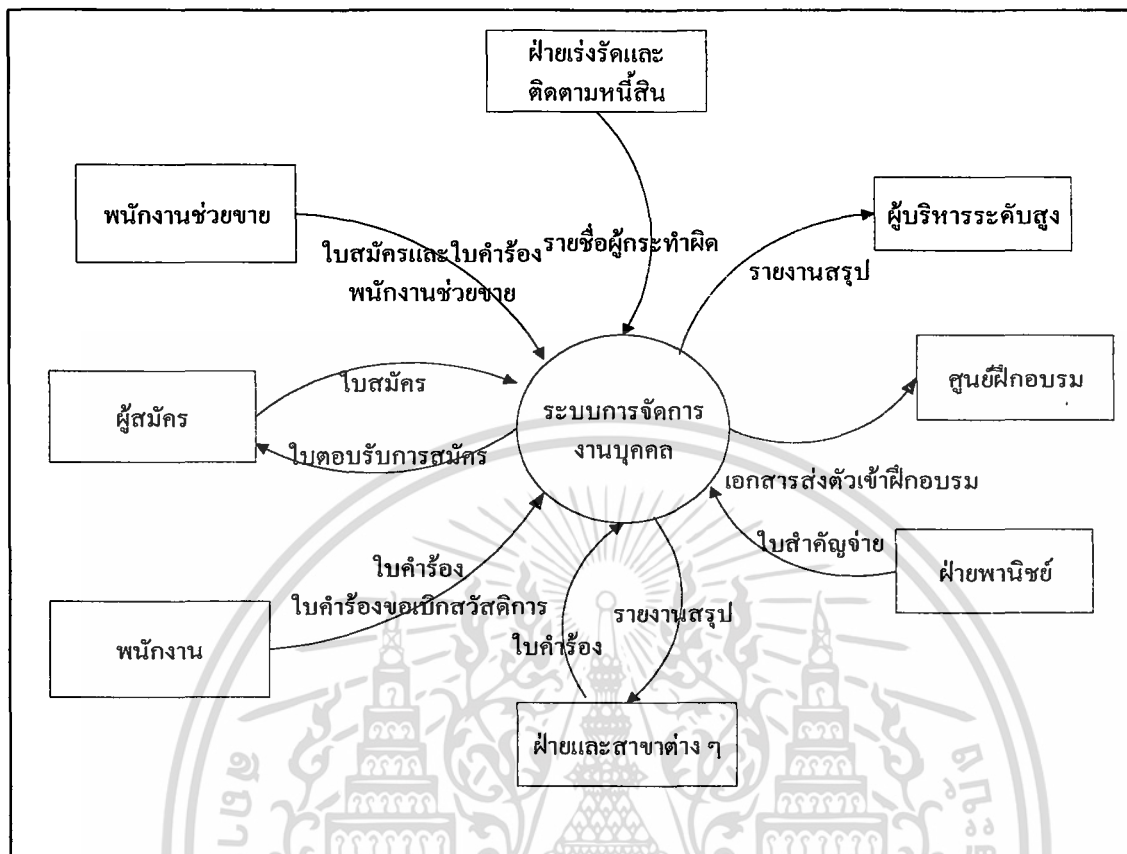 ฝ่ายเร่งรัดและ
ติดตามหนี้สิน
พนักงานช่วยขาย
ผู้บริหารระดับสูง
ใบสมัครและใบคำร้อง
พนักงานช่วยขาย
รายชื่อผู้กระทำผิด
รายงานสรุป
ใบสมัคร
ผู้สมัคร
ใบตอบรับการสมัคร
ระบบการจัดการ
งานบุคคล
ศูนย์ฝึกอบรม
เอกสารส่งตัวเข้าฝึกอบรม
ใบสำคัญจ่าย
ฝ่ายพานิชย์
ใบคำร้อง
ใบคำร้องขอเบิกสวัสดิการ
พนักงาน
รายงานสรุป
ใบคำร้อง
ฝ่ายและสาขาต่าง ๆ